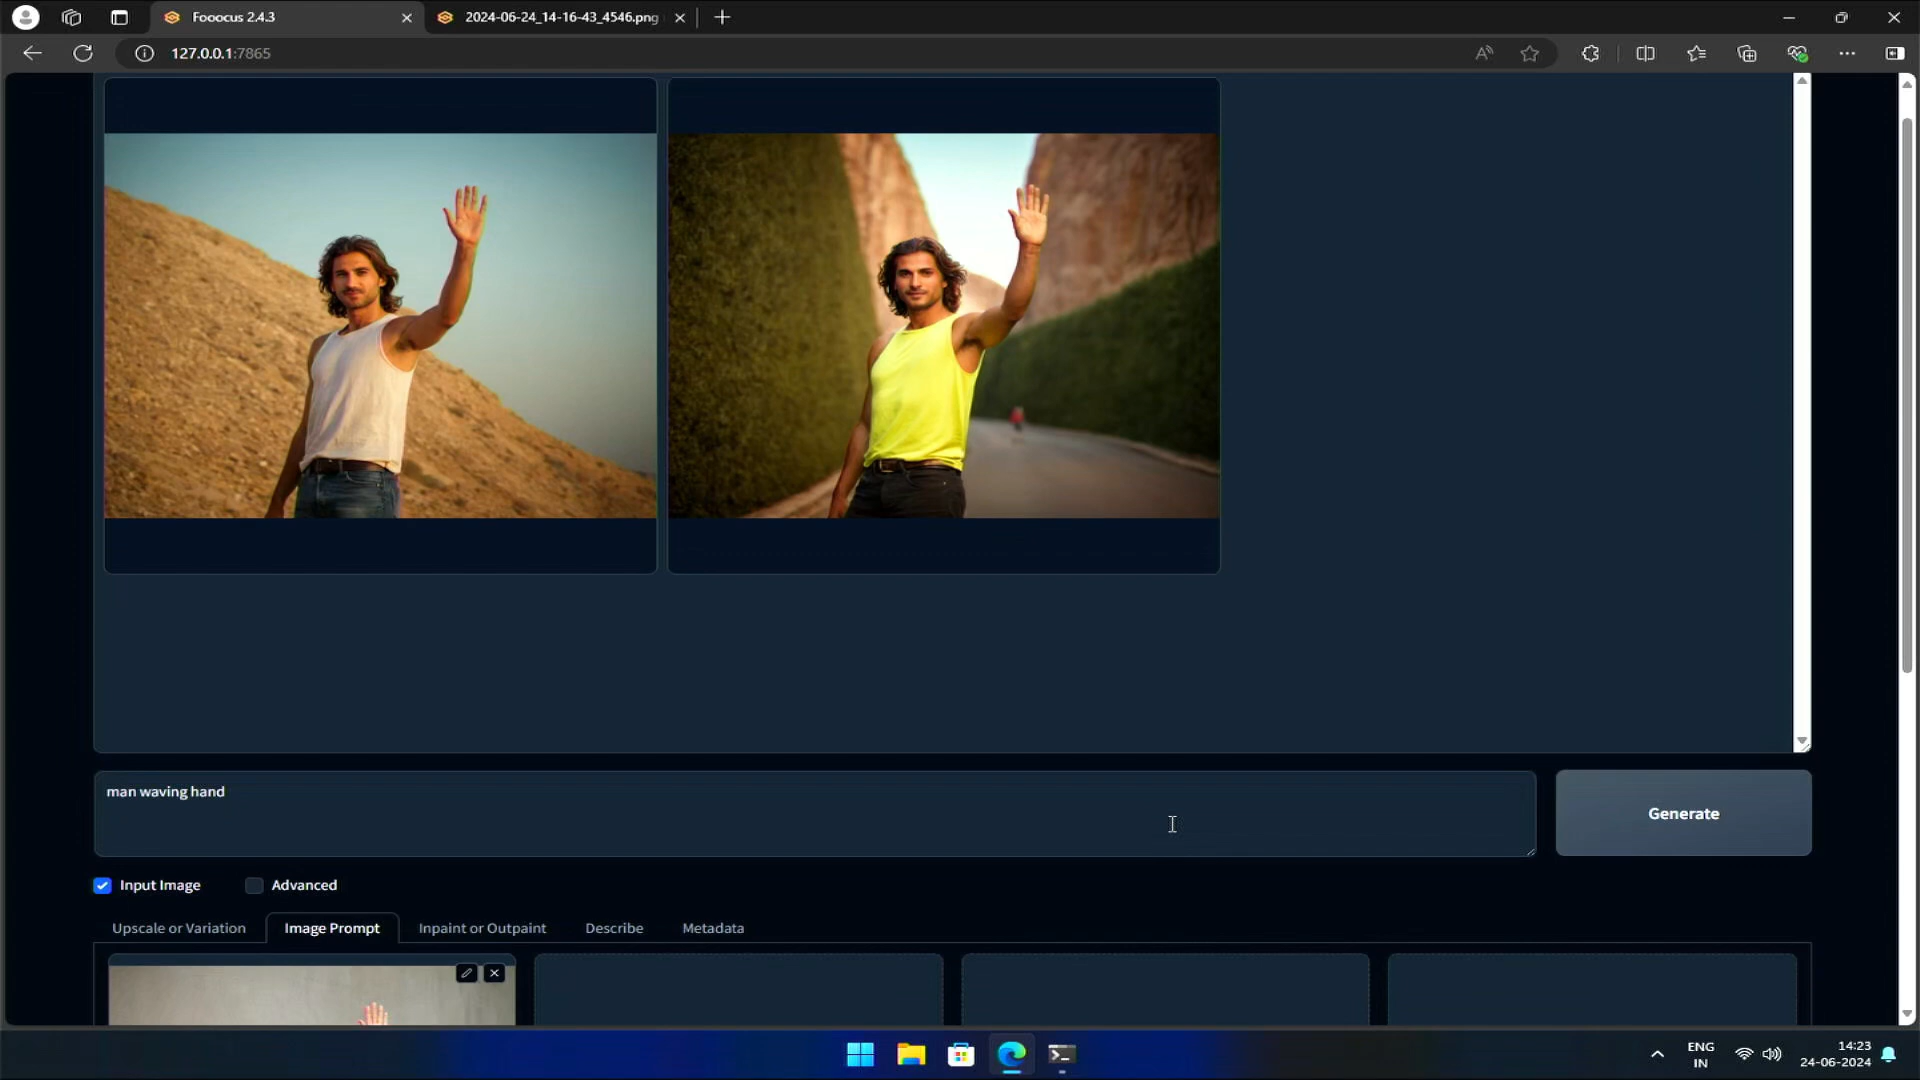 Fooocus 2.4.3
2024-06-24_14-16-43_4546.png
127.0.0.1:7865
man waving hand
Generate
Input Image
Advanced
Upscale or Variation
Image Prompt
Inpaint or Outpaint
Describe
Metadata
ENG
IN
14:23
24-06-2024